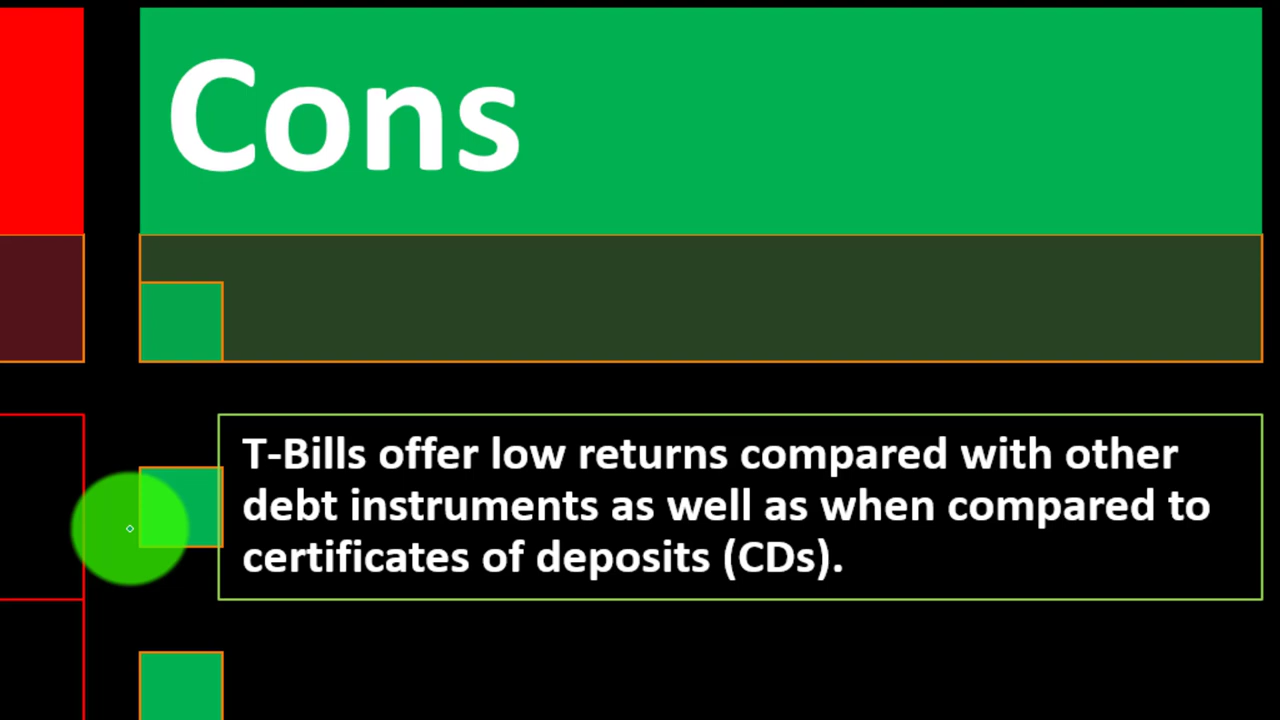 Cons
T-Bills offer low returns compared with other
debt instruments as well as when compared to
certificates of deposits (CDs).